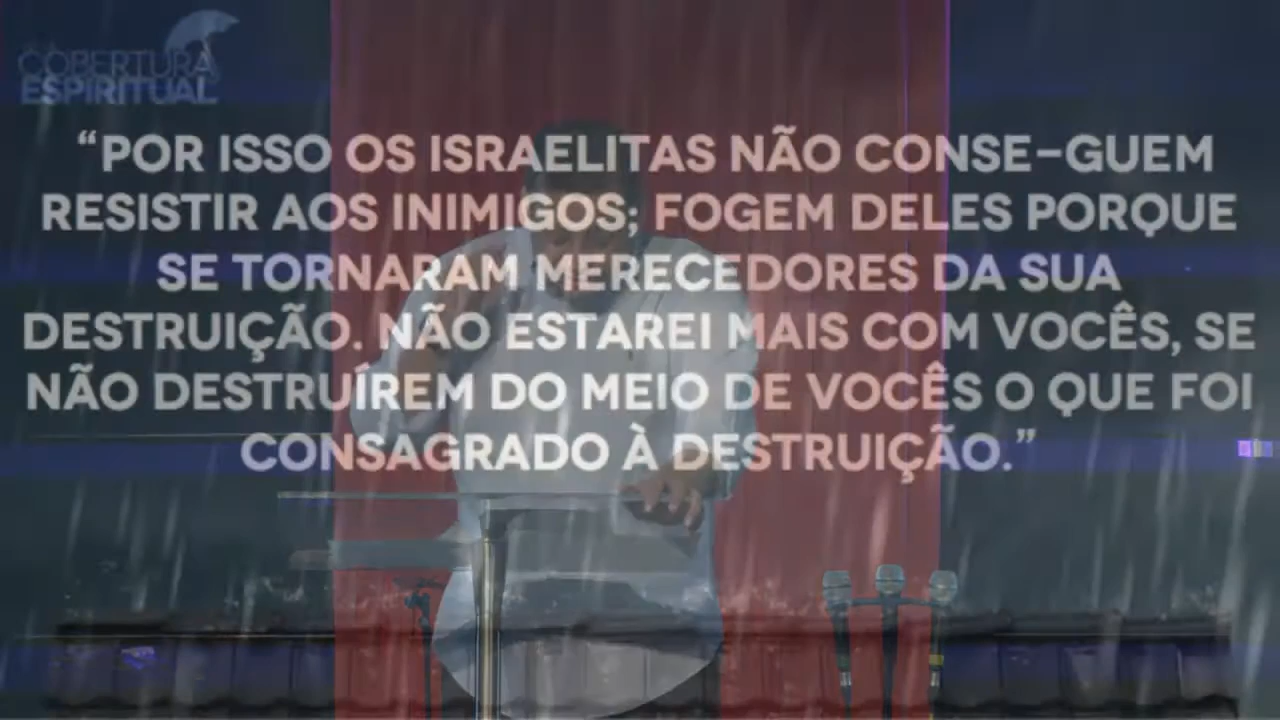 COBERTURA
ESPIRITUAL
“POR ISSO OS ISRAELITAS NÃO CONSE-GUEM
RESISTIR AOS INIMIGOS; FOGEM DELES PORQUE
SE TORNARAM MERECEDORES DA SUA
DESTRUIÇÃO. NÃO ESTAREI MAIS COM VOCÊS, SE
NÃO DESTRUÍREM DO MEIO DE VOCÊS O QUE FOI
CONSAGRADO À DESTRUIÇÃO.”